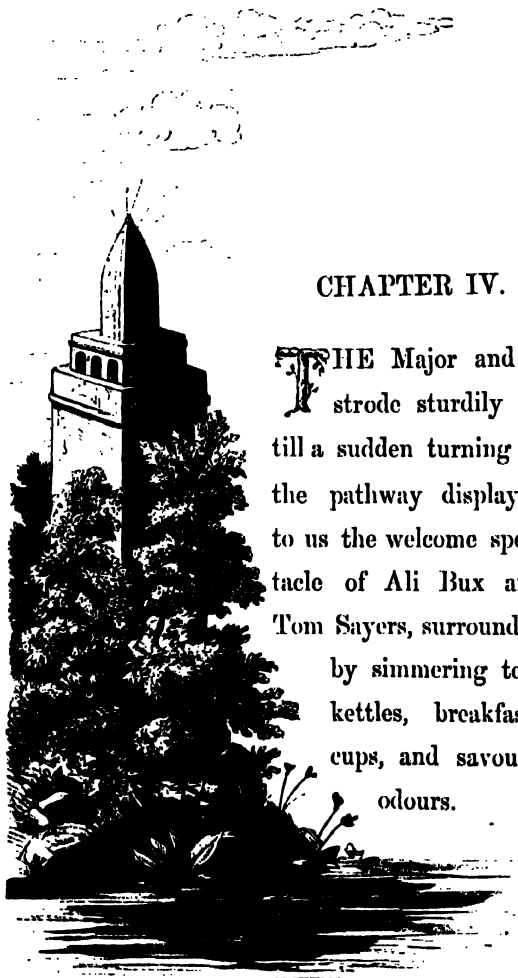 CHAPTER IV.
THE Major and
strode sturdily
till a sudden turning
the pathway display
to us the welcome spe
tacle of Ali Bux a
Tom Sayers, surround
by simmering te
kettles, breakfas
cups, and savou
odours.